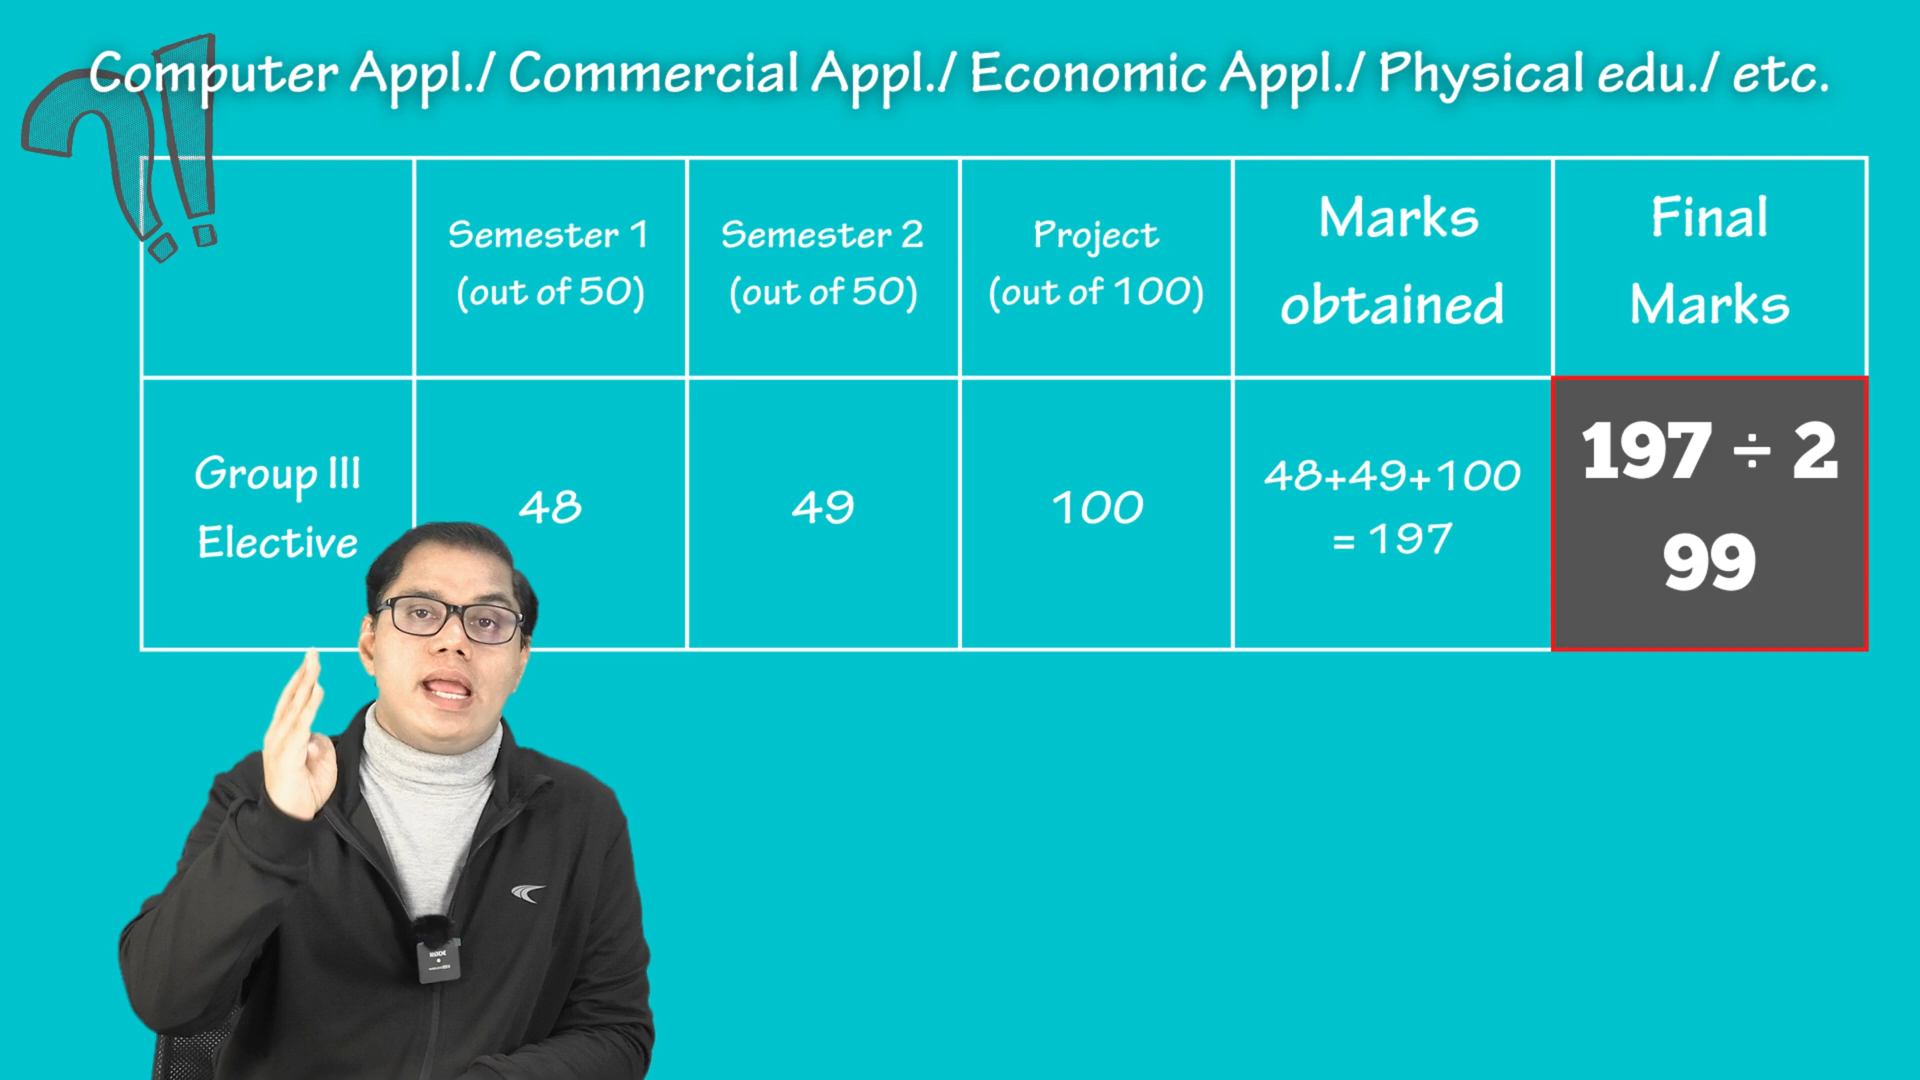 Computer Appl./ Commercial Appl./ Economic Appl./ Physical edu./ etc.
Semester 1
(out of 50)
Semester 2
(out of 50)
Project
(out of 100)
Marks
obtained
Final
Marks
Group III
Elective
48
49
100
48+49+100
= 197
197 ÷ 2
99
RØDE